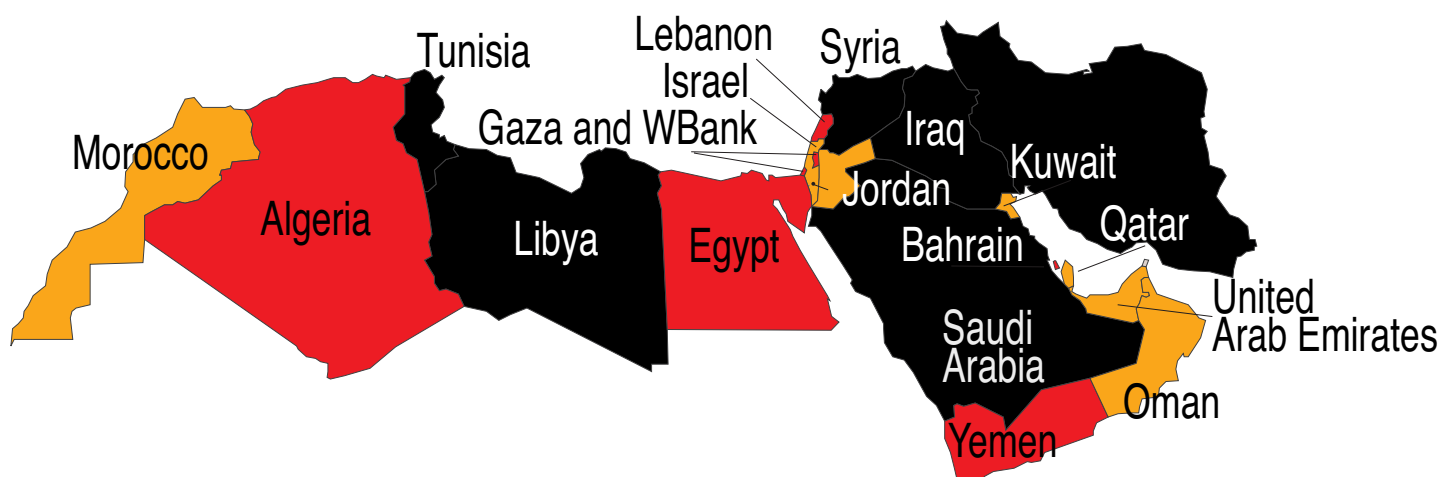 Lebanon
Syria
Tunisia
Israel
Gaza and WBank
Iraq
Morocco
Kuwait
Jordan
Algeria
Qatar
Libya
Egypt
Bahrain
United
Arab Emirates
Saudi
Arabia
Oman
Yemen